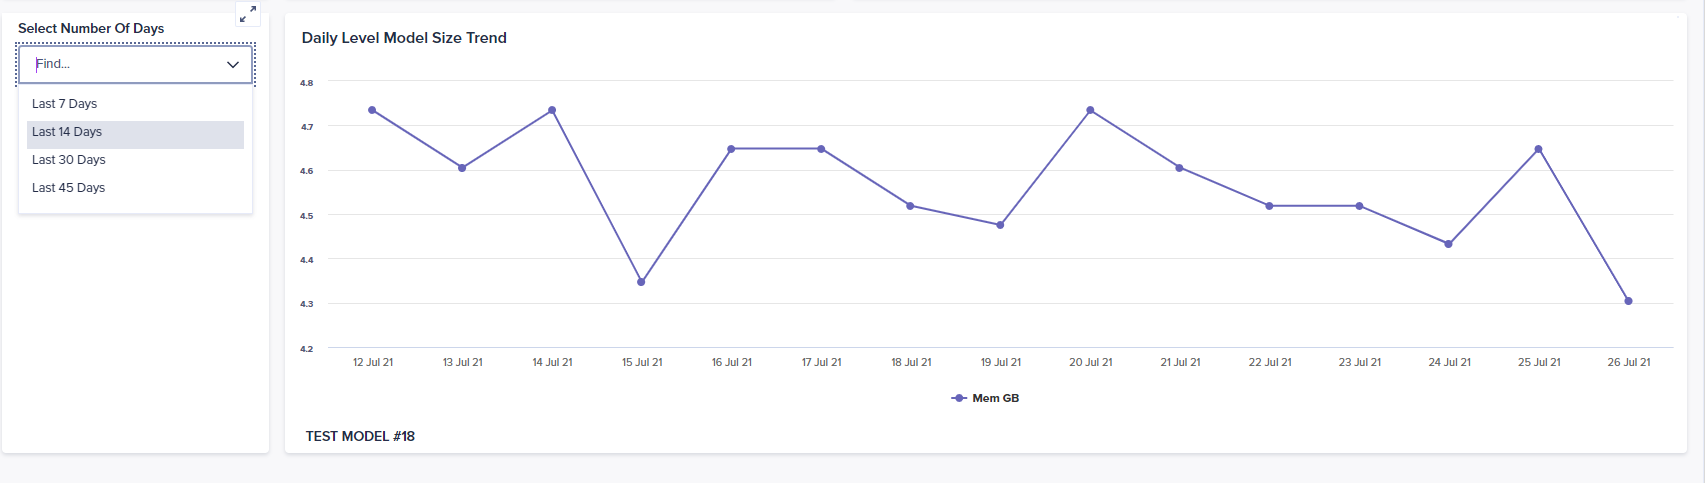 Select Number Of Days
Find...
Last 7 Days
Last 14 Days
Last 30 Days
Last 45 Days
Daily Level Model Size Trend
4.8
4.7
4.6
4.5
4.4
4.3
4.2
12 Jul 21 13 Jul 21 14 Jul 21 15 Jul 21 16 Jul 21 17 Jul 21 18 Jul 21 19 Jul 21 20 Jul 21 21 Jul 21 22 Jul 21 23 Jul 21 24 Jul 21 25 Jul 21 26 Jul 21
Mem GB
TEST MODEL #18